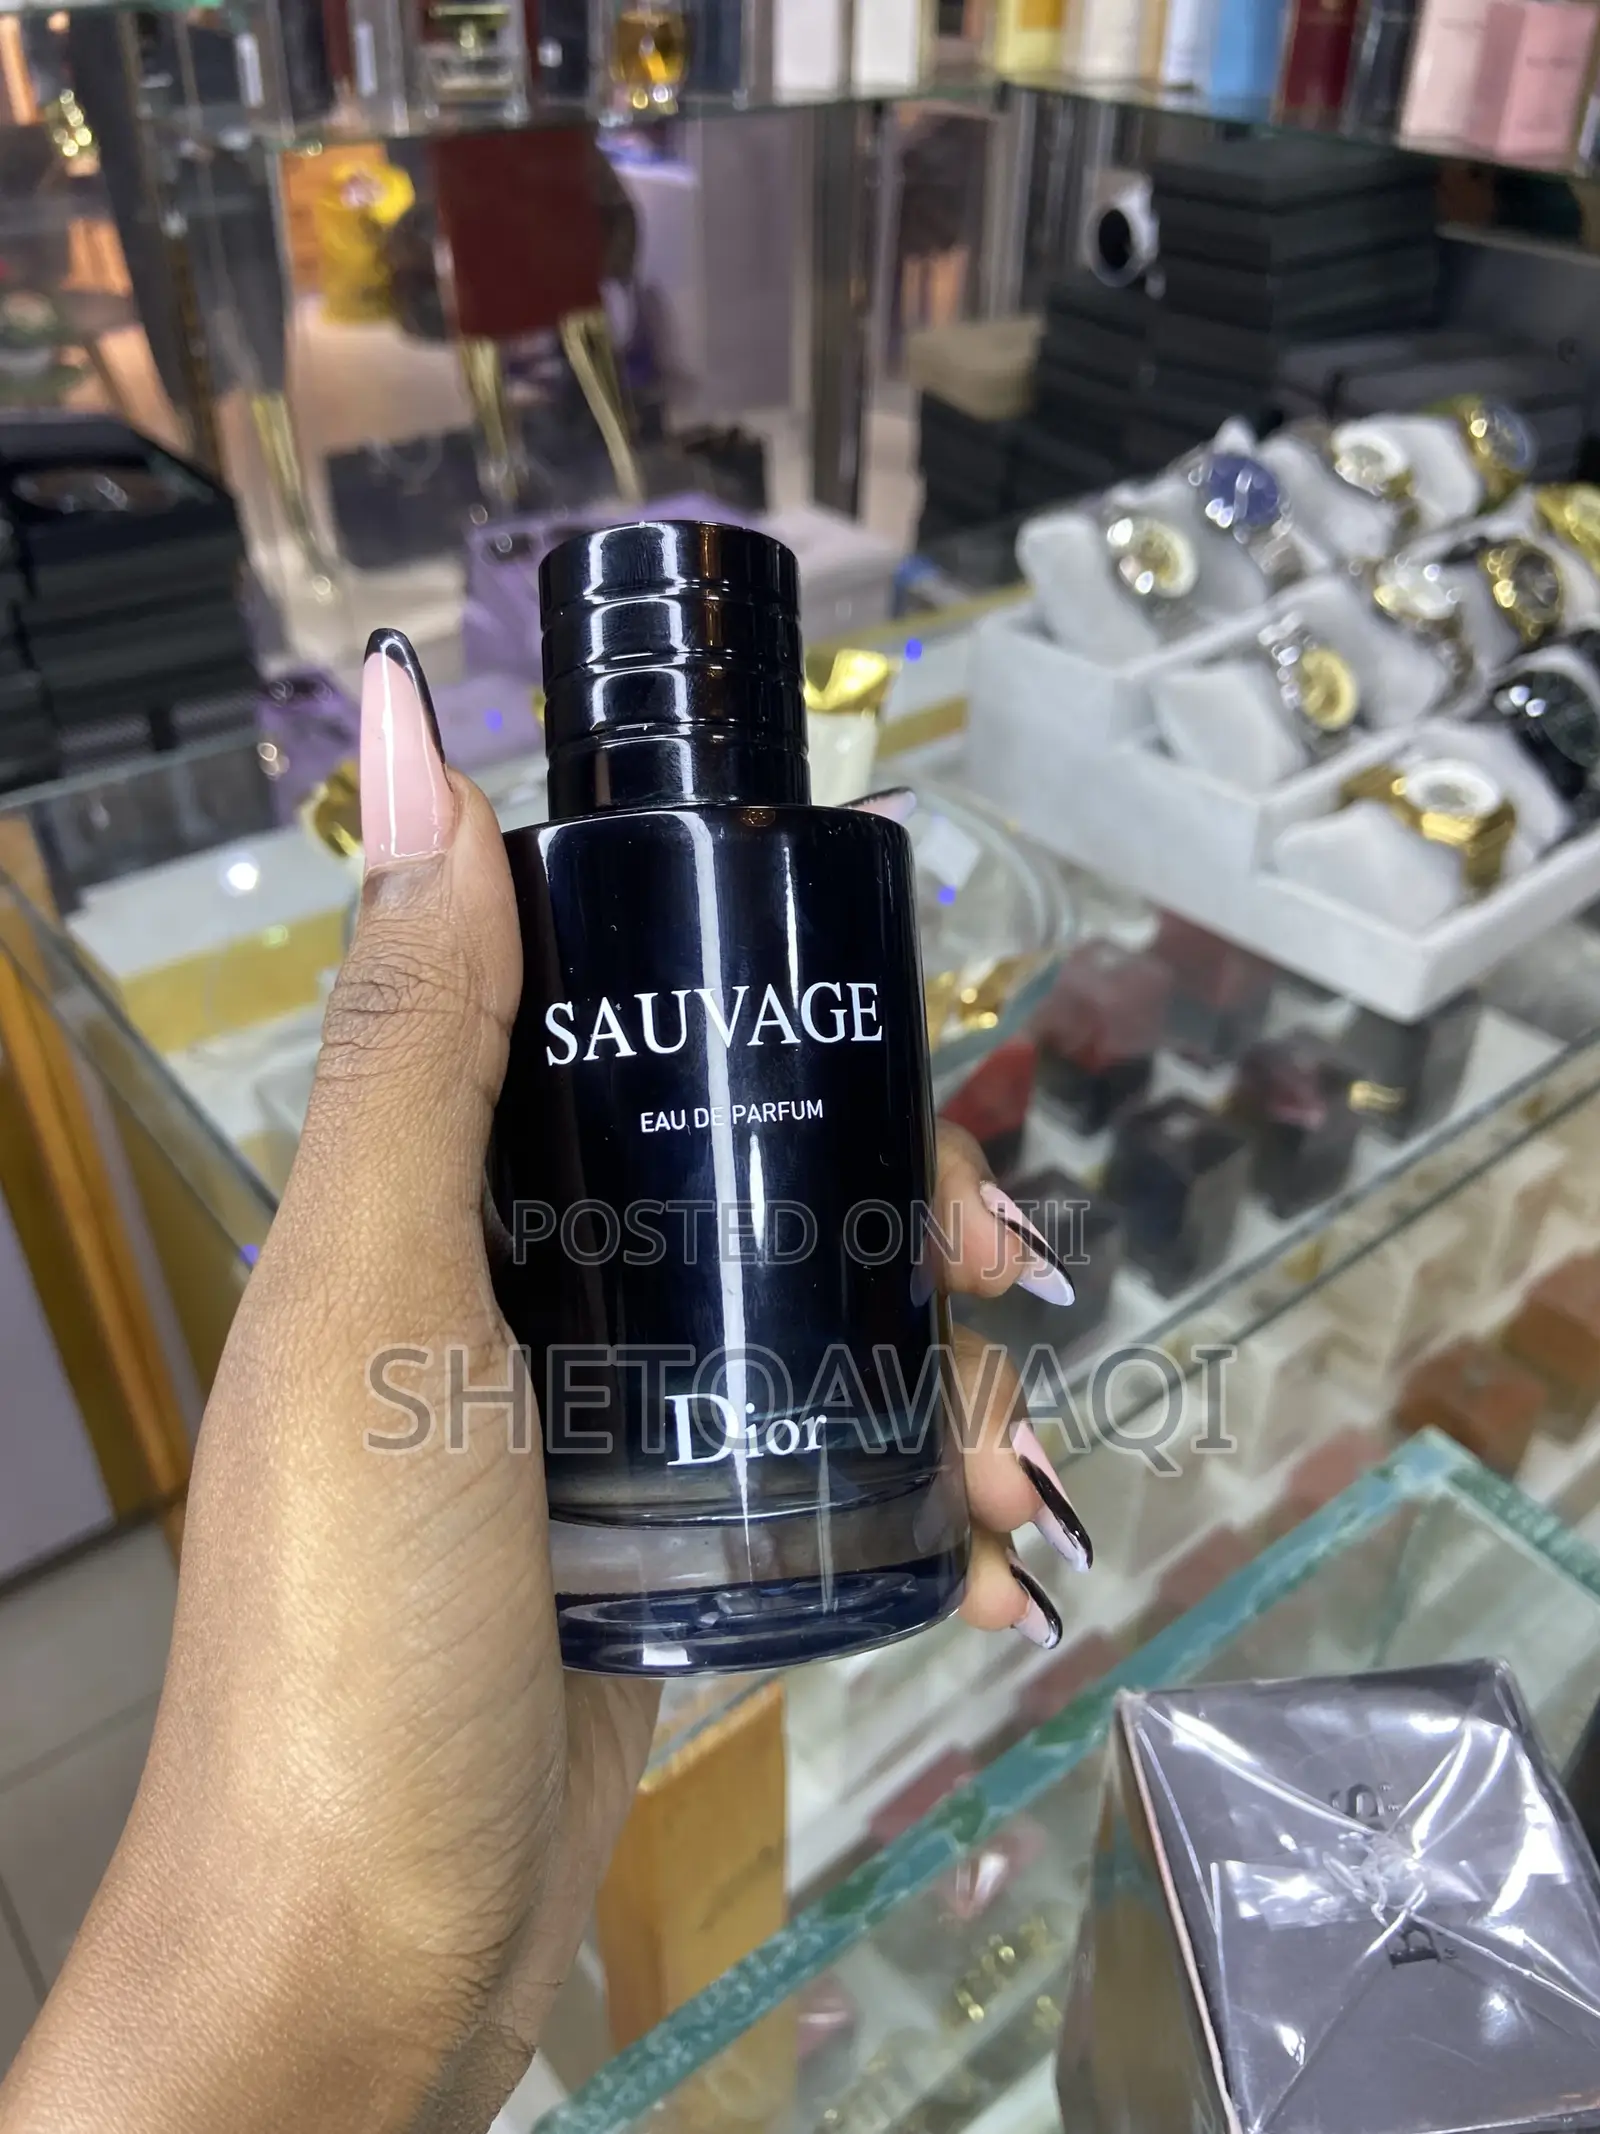 SAUVAGE
EAU DE PARFUM
POSTED ON JIJI
SHETOAWAQI
Dior